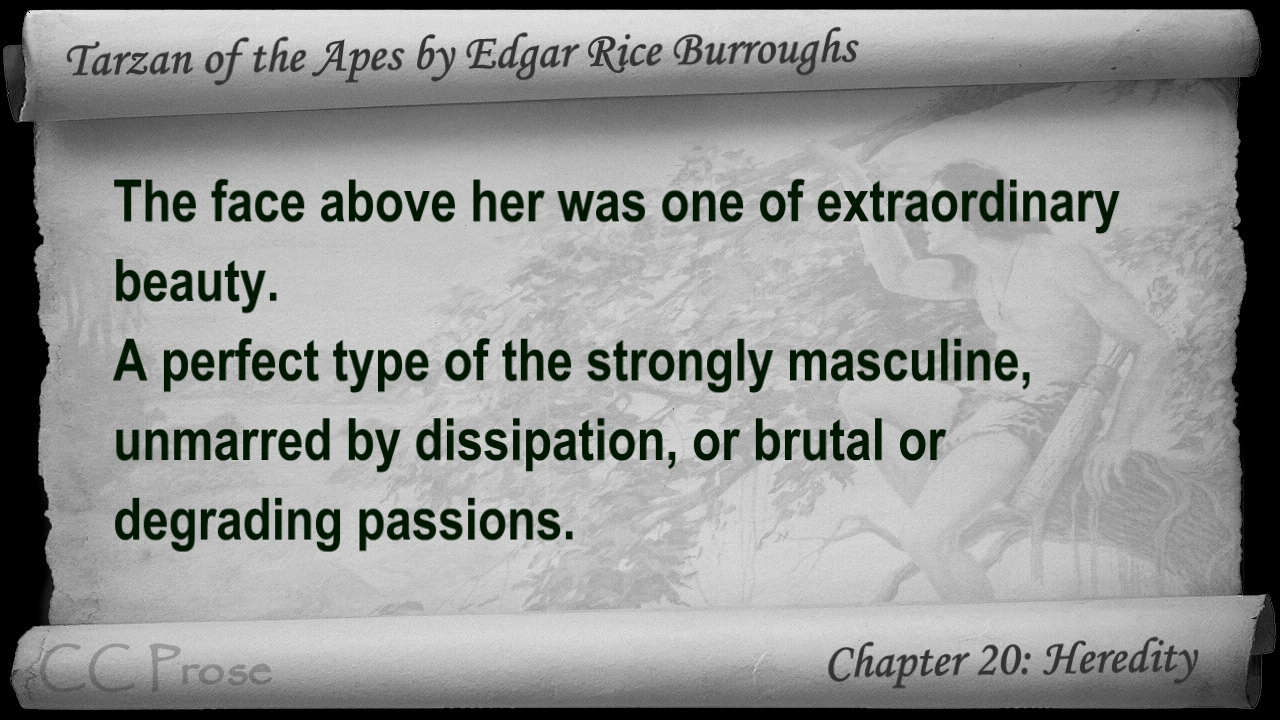 Tarzan of the Apes by Edgar Rice Burroughs
The face above her was one of extraordinary
beauty.
A perfect type of the strongly masculine,
unmarred by dissipation, or brutal or
degrading passions.
CC Prose
Chapter 20: Heredity